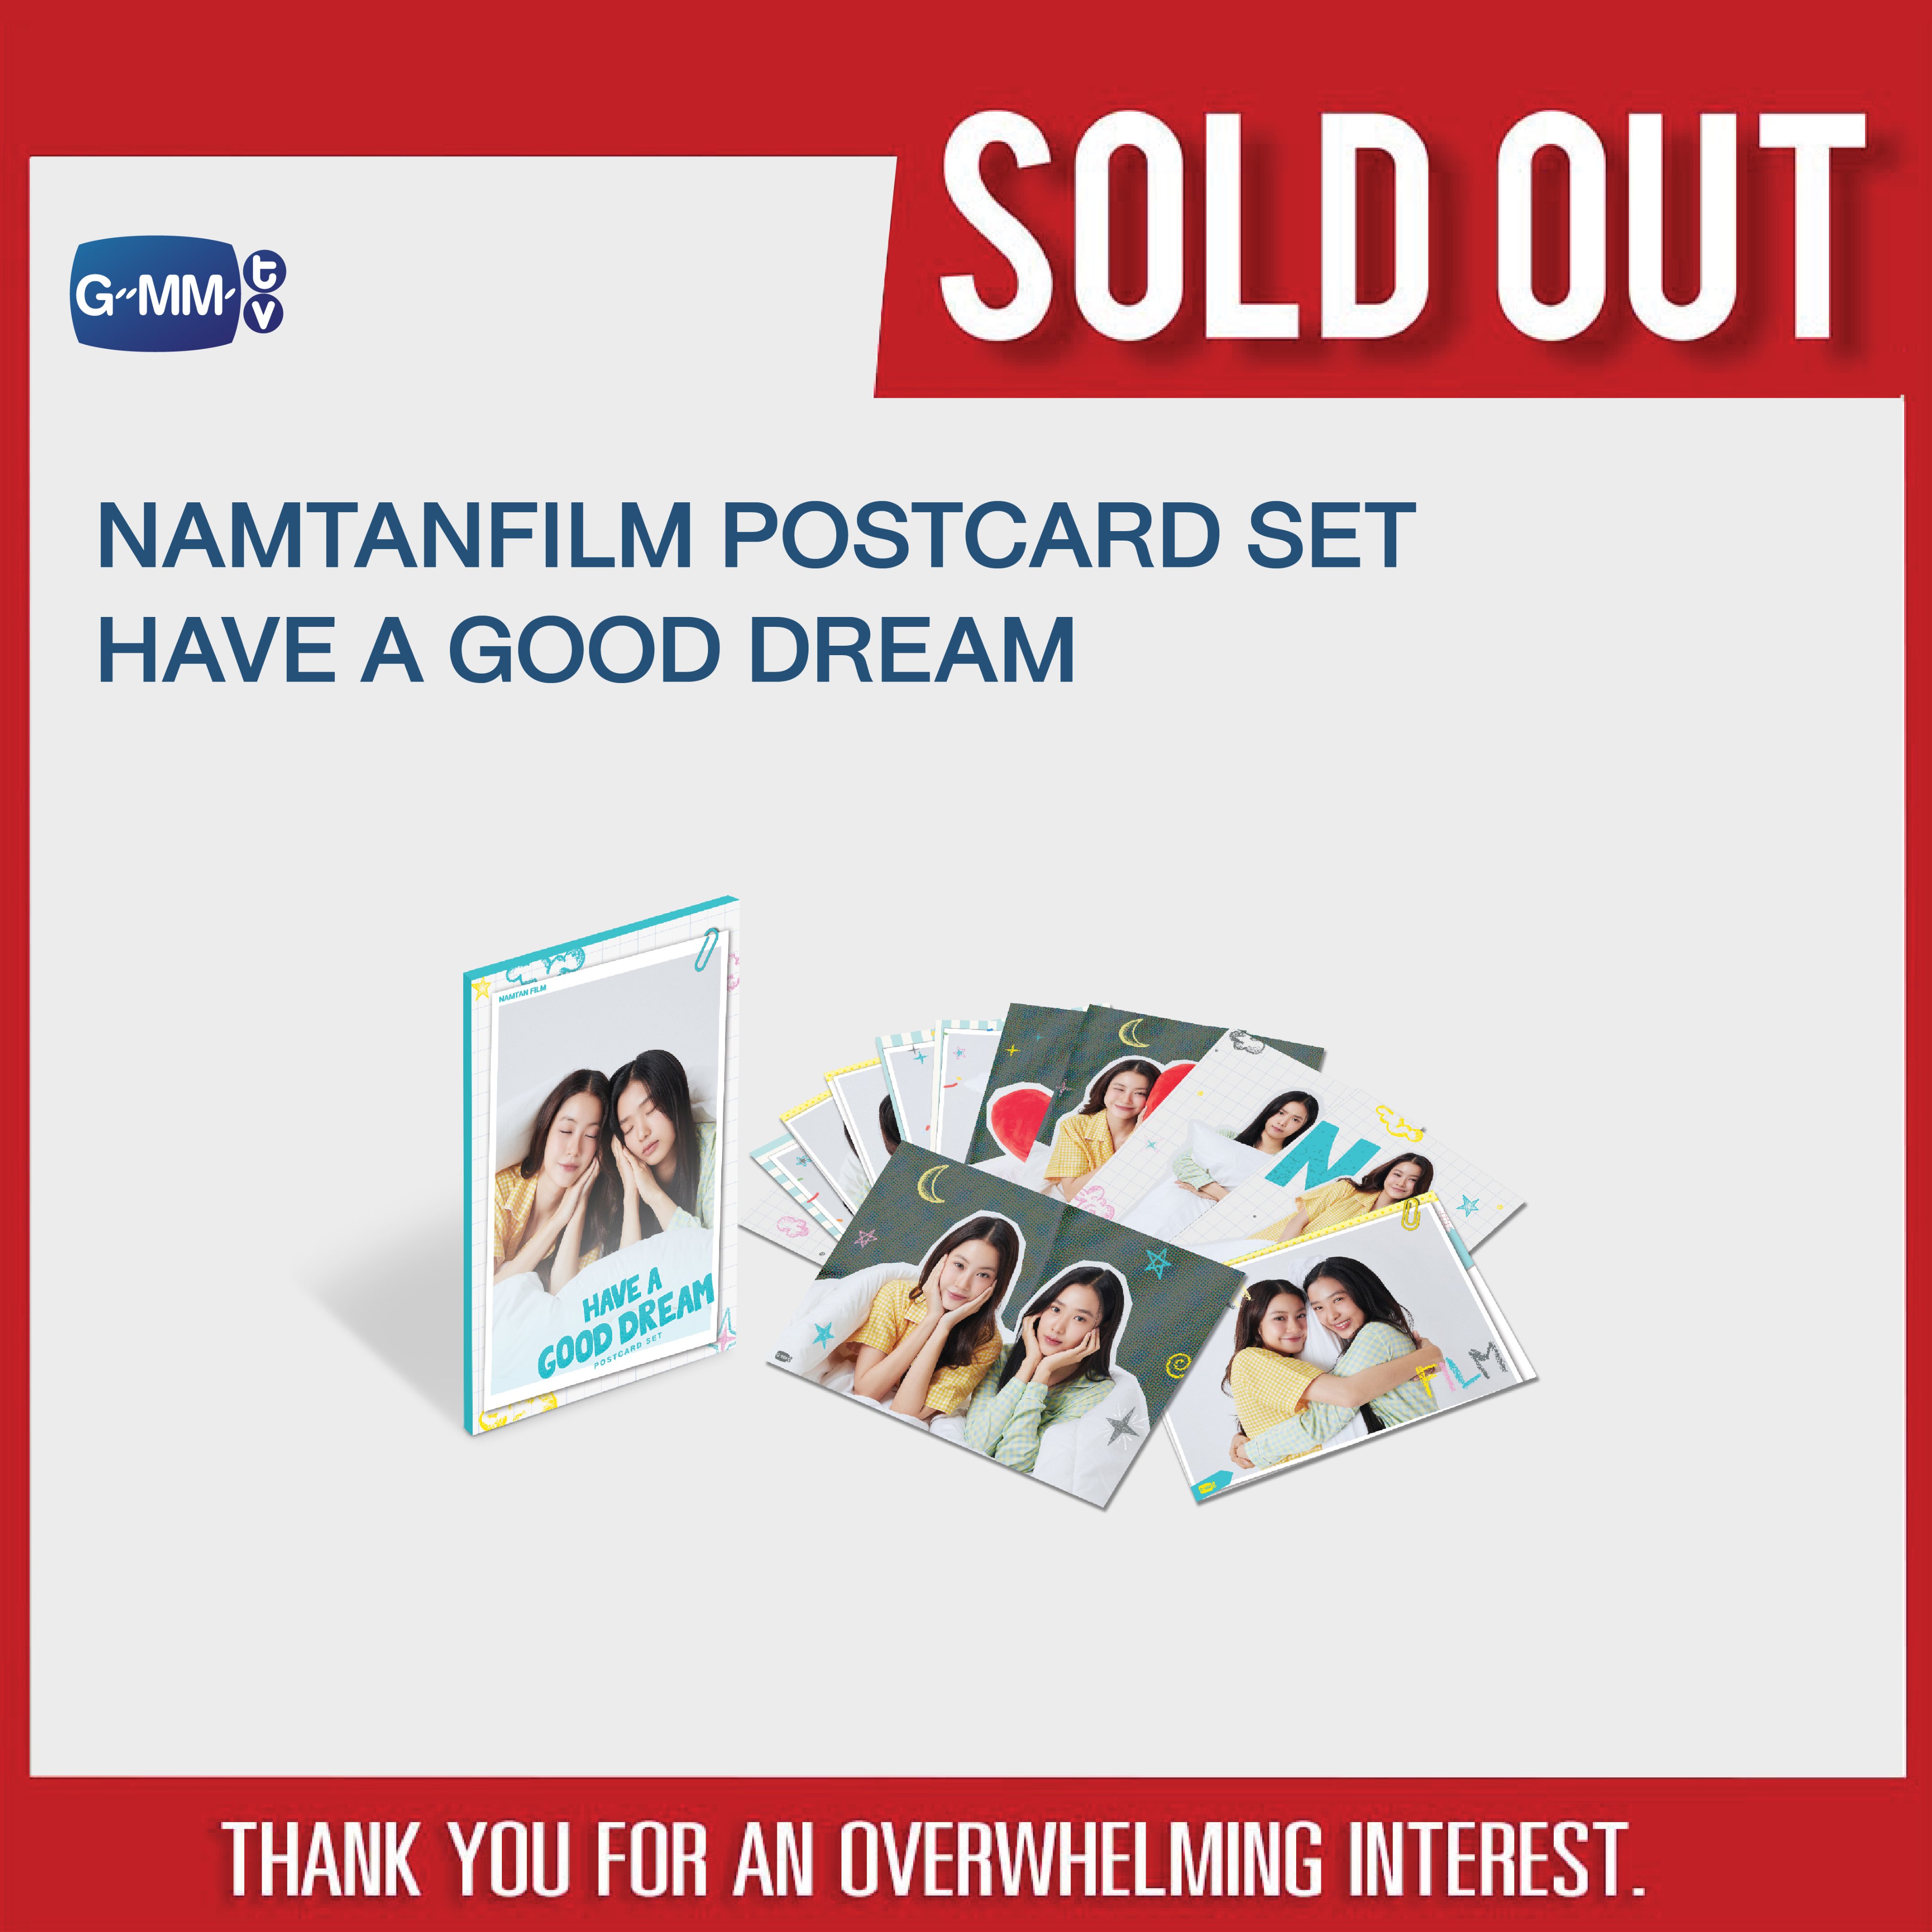 SOLD OUT
GMM tv
NAMTANFILM POSTCARD SET
HAVE A GOOD DREAM
NAMTAN FILM
HAVE A
GOOD DREAM
POSTCARD SET
N
FILM
THANK YOU FOR AN OVERWHELMING INTEREST.